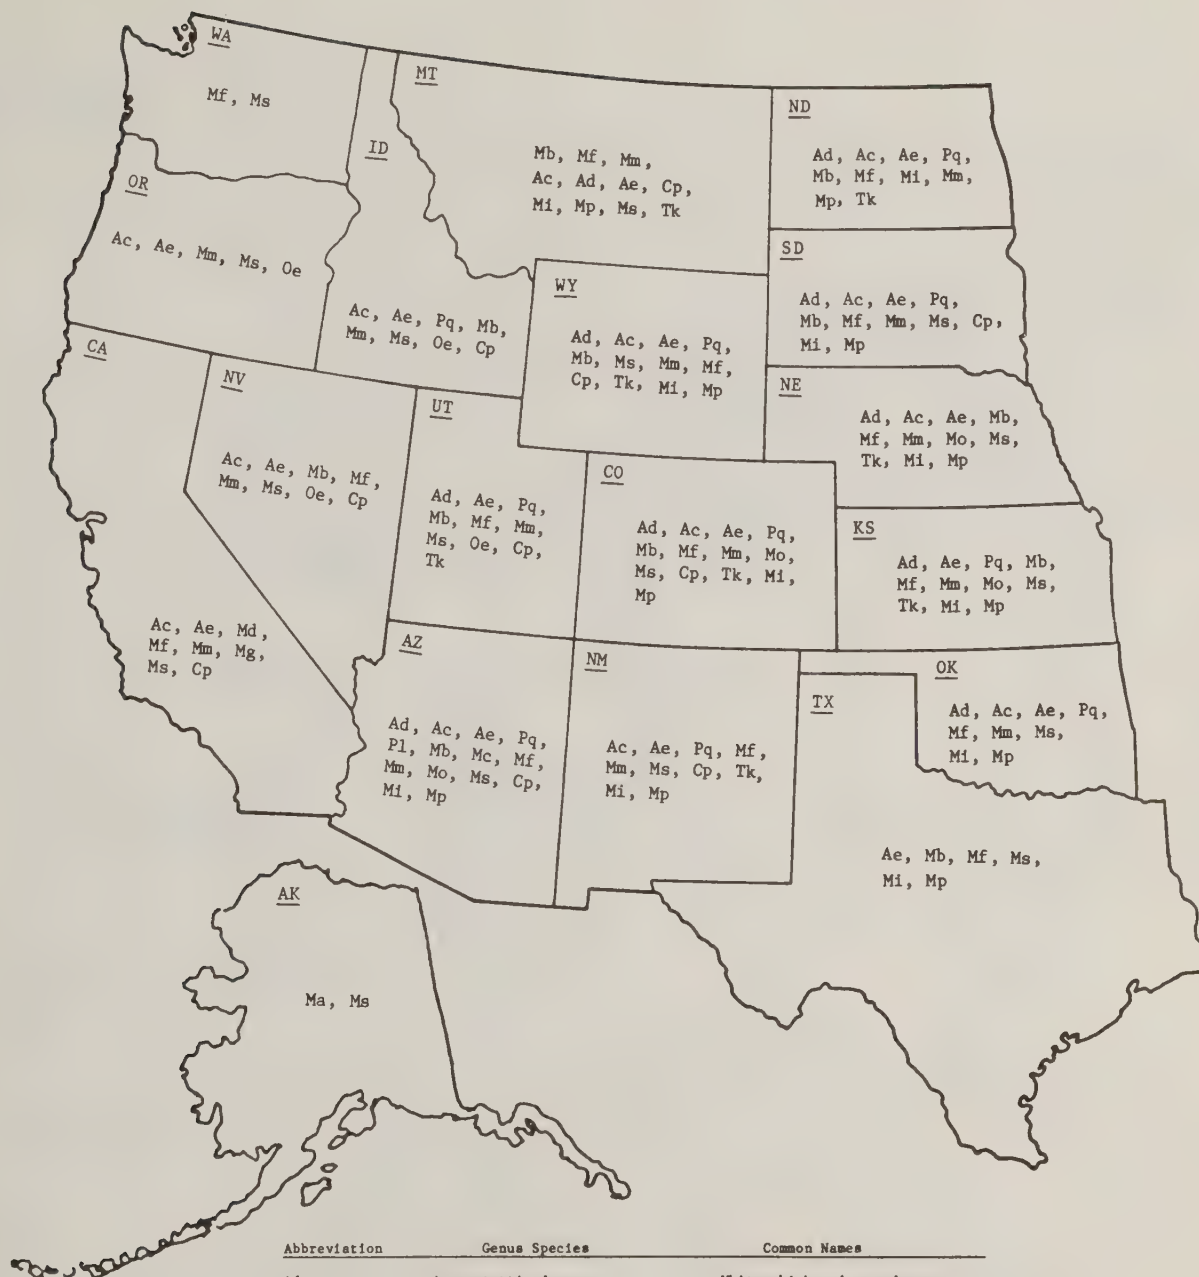 WA
Mf, Ms
MT
Mb, Mf, Mm,
Ac, Ad, Ae, Cp,
Mi, Mp, Ms, Tk
ND
Ad, Ac, Ae, Pq,
Mb, Mf, Mi, Mm,
Mp, Tk
ID
Ac, Ae, Pq, Mb,
Mm, Ms, Oe, Cp
OR
Ac, Ae, Mm, Ms, Oe
SD
Ad, Ac, Ae, Pq,
Mb, Mf, Mm, Ms, Cp,
Mi, Mp
WY
Ad, Ac, Ae, Pq,
Mb, Ms, Mm, Mf,
Cp, Tk, Mi, Mp
CA
Ac, Ae, Md,
Mf, Mm, Mg,
Ms, Cp
NV
Ac, Ae, Mb, Mf,
Mm, Ms, Oe, Cp
UT
Ad, Ae, Pq,
Mb, Mf, Mm,
Ms, Oe, Cp,
Tk
NE
Ad, Ac, Ae, Mb,
Mf, Mm, Mo, Ms,
Tk, Mi, Mp
CO
Ad, Ac, Ae, Pq,
Mb, Mf, Mm, Mo,
Ms, Cp, Tk, Mi,
Mp
KS
Ad, Ae, Pq, Mb,
Mf, Mm, Mo, Ms,
Tk, Mi, Mp
AZ
Ad, Ac, Ae, Pq,
Pl, Mb, Mc, Mf,
Mm, Mo, Ms, Cp,
Mi, Mp
NM
Ac, Ae, Pq, Mf,
Mm, Ms, Cp, Tk,
Mi, Mp
OK
Ad, Ac, Ae, Pq,
Mf, Mm, Ms,
Mi, Mp
TX
Ae, Mb, Mf, Ms,
Mi, Mp
AK
Ma, Ms
Abbreviation Genus Species Common Names